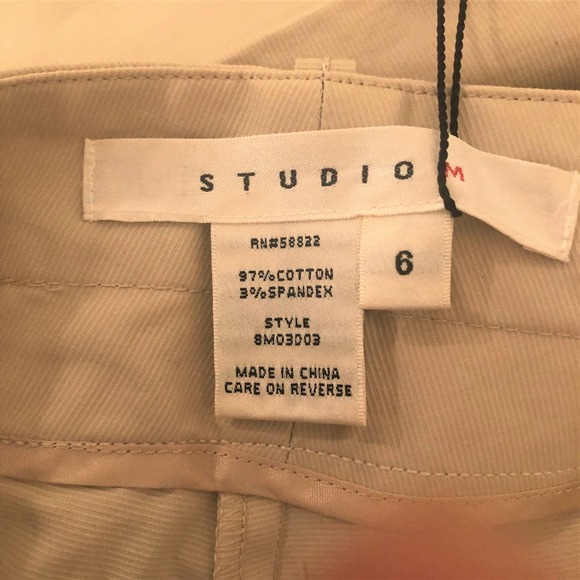 STUDIO M
6
RN#58822
97%COTTON
3%SPANDEX
STYLE
8M03D03
MADE IN CHINA
CARE ON REVERSE